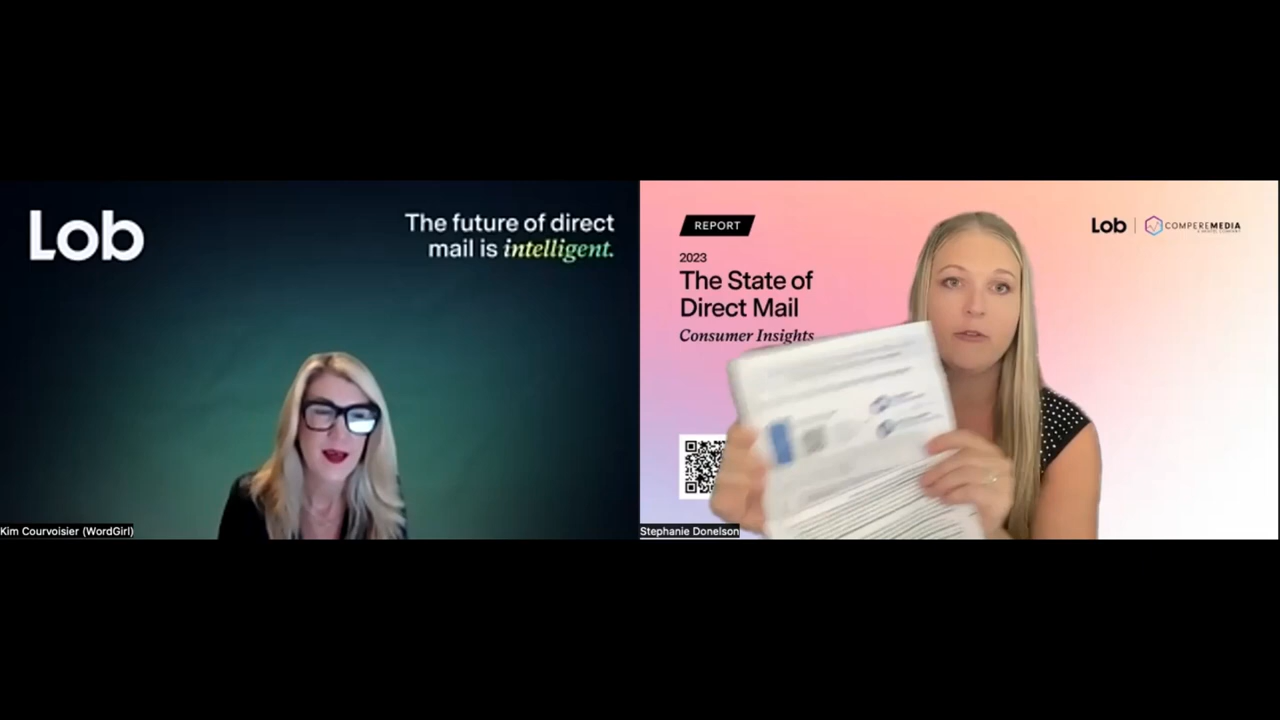 Lob
The future of direct
mail is intelligent.
Kim Courvoisier (WordGirl)
REPORT
2023
The State of
Direct Mail
Consumer Insights
Lob
COMPEREMEDIA
Stephanie Donelson